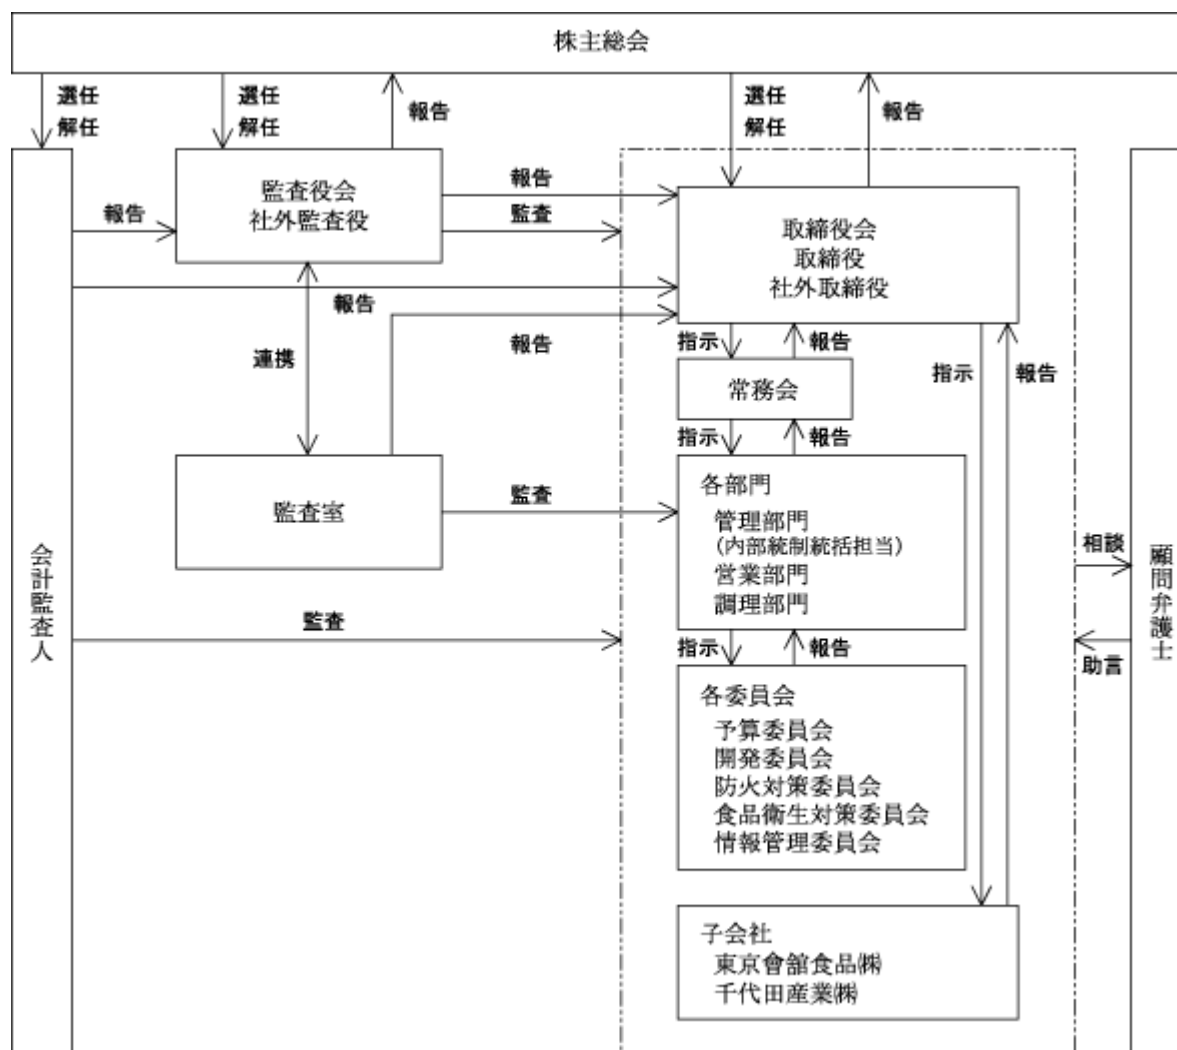 株主総会
選任
解任
選任
解任
報告
選任
解任
報告
監査役会
社外監査役
報告
報告
監査
取締役会
取締役
社外取締役
報告
報告
連携
指示
報告
指示
報告
常務会
指示
報告
監査室
監査
各部門
管理部門
(内部統制統括担当)
営業部門
調理部門
会計監査人
監査
相談
助言
顧問弁護士
指示
報告
各委員会
予算委員会
開発委員会
防火対策委員会
食品衛生対策委員会
情報管理委員会
子会社
東京會舘食品㈱
千代田産業㈱